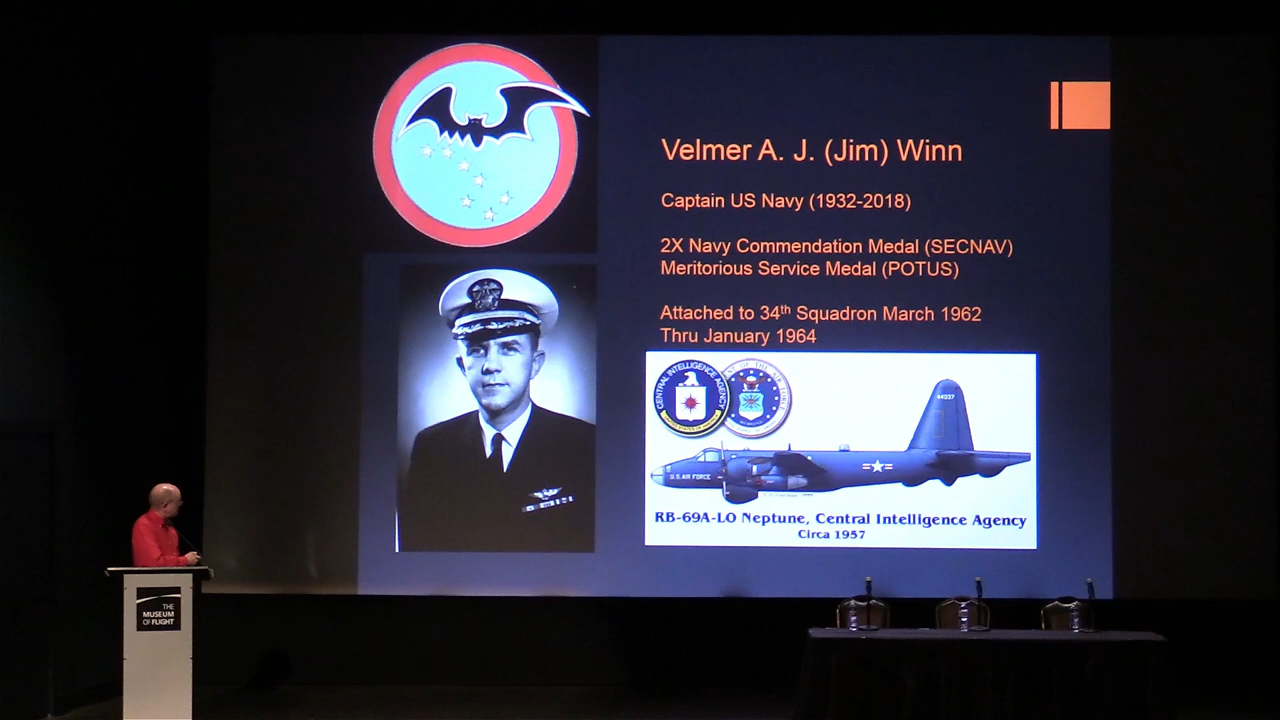 Velmer A. J. (Jim) Winn
Captain US Navy (1932-2018)
2X Navy Commendation Medal (SECNAV)
Meritorious Service Medal (POTUS)
Attached to 34th Squadron March 1962
Thru January 1964
CENTRAL INTELLIGENCE AGENCY
44037
U.S. AIR FORCE
RB-69A-LO Neptune, Central Intelligence Agency
Circa 1957
THE
MUSEUM
OF FLIGHT